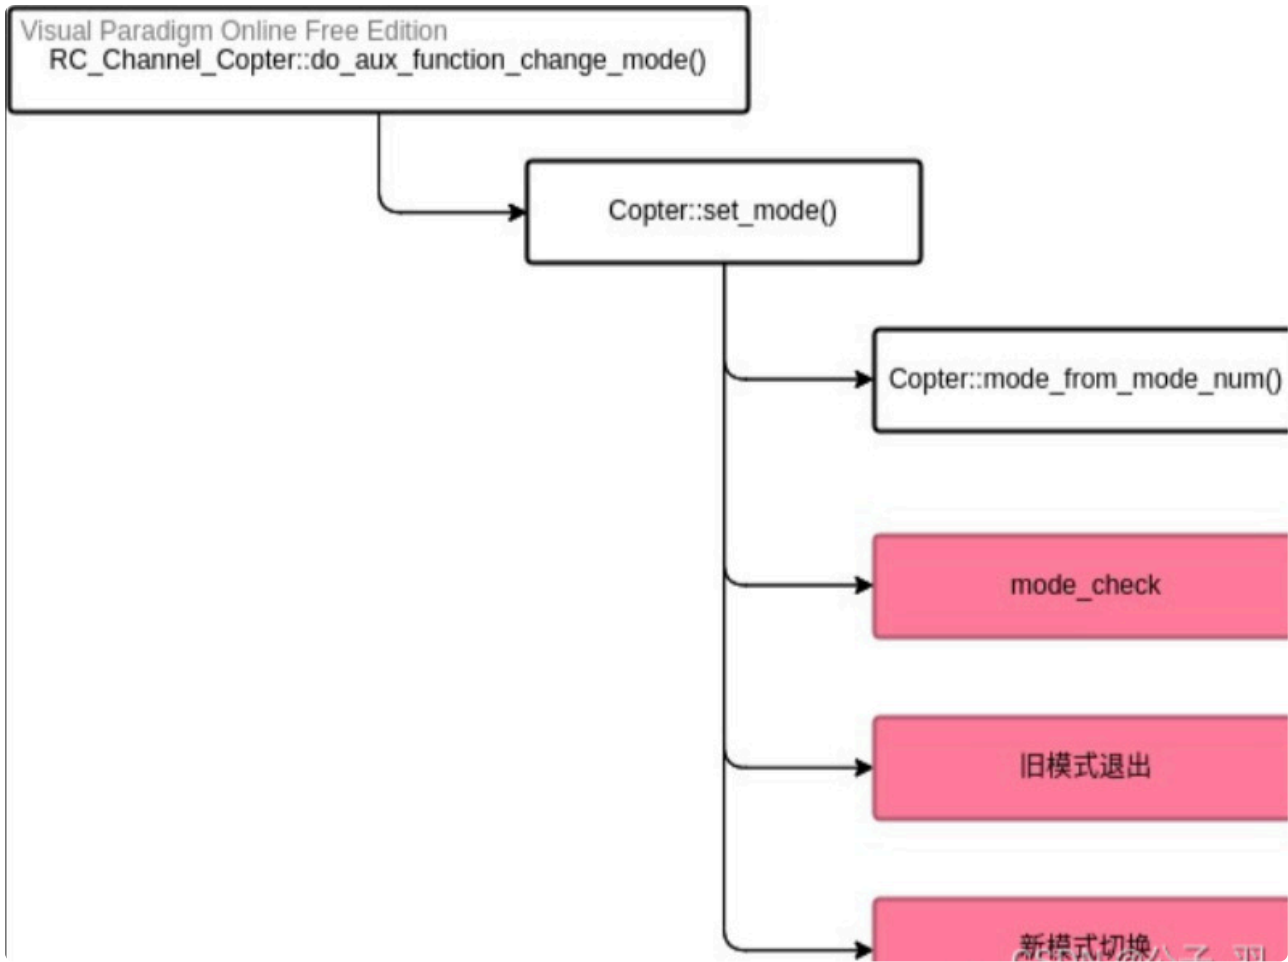 Visual Paradigm Online Free Edition
RC_Channel_Copter::do_aux_function_change_mode()
Copter::set_mode()
Copter::mode_from_mode_num()
mode_check
旧模式退出
新模式切换